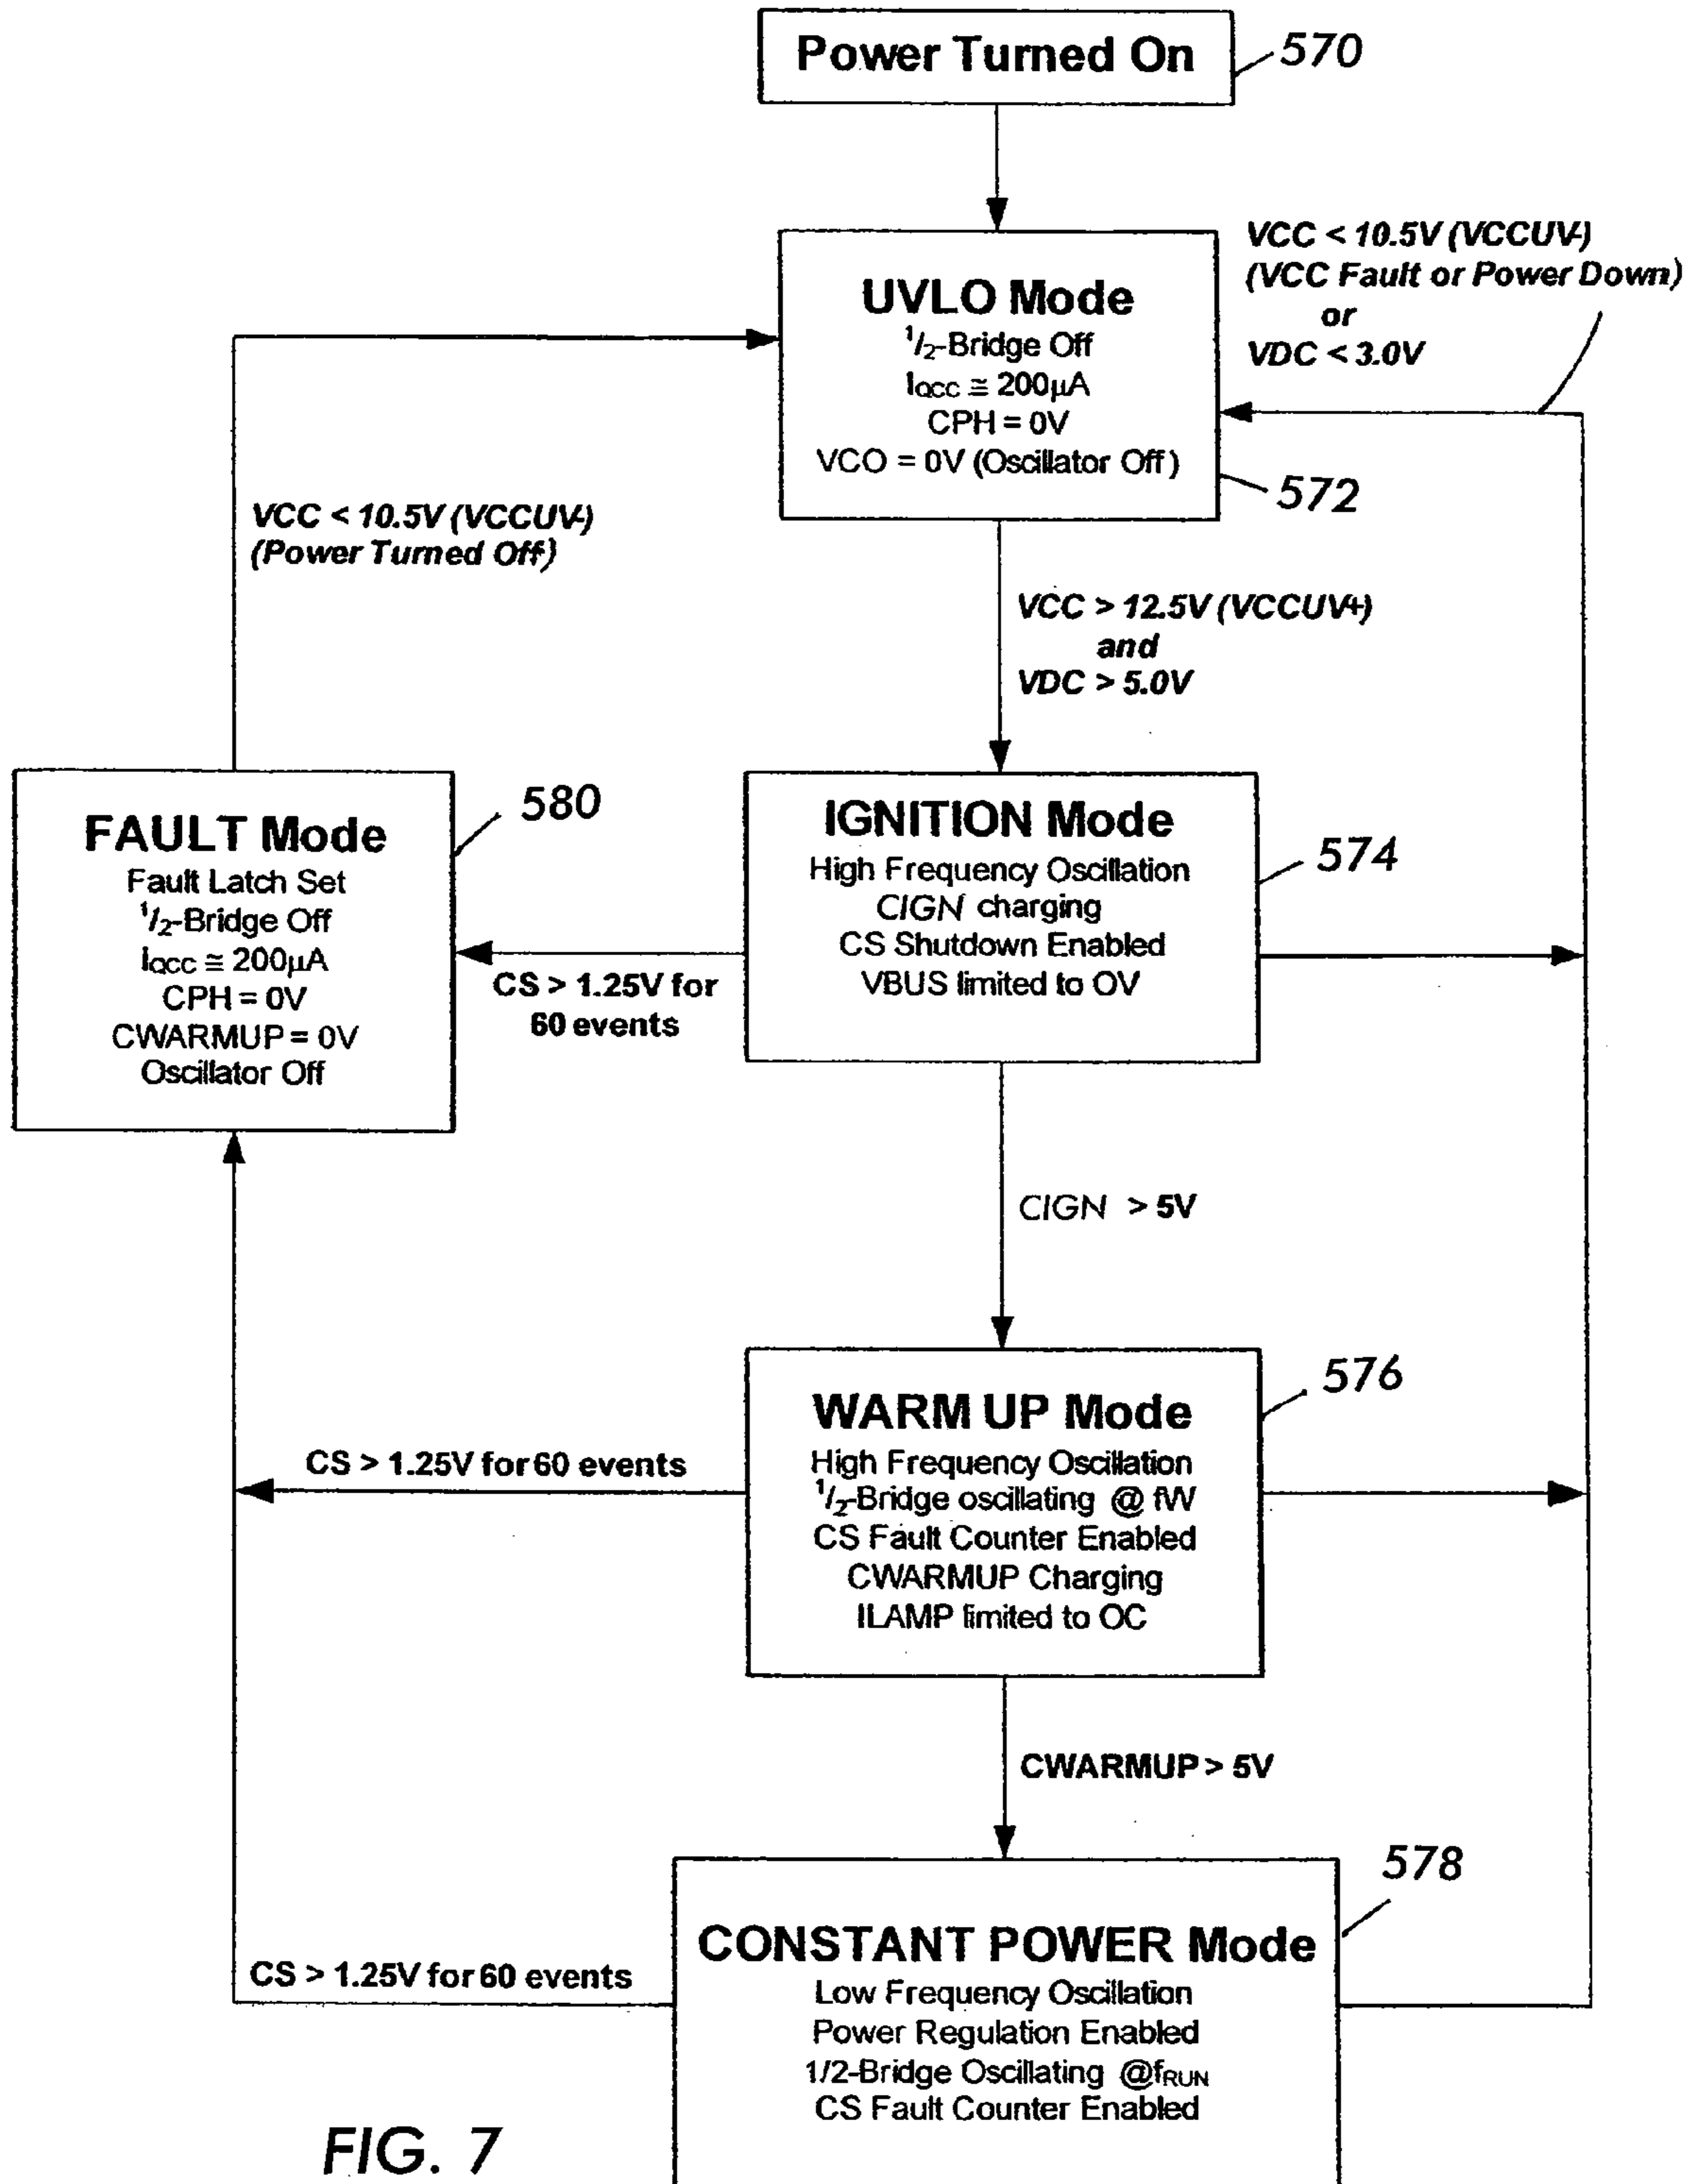 Power Turned On
570
VCC < 10.5V (VCCUV-)
(VCC Fault or Power Down)
or
VDC < 3.0V
UVLO Mode
1/2-Bridge Off
IQCC ≅ 200µA
CPH = 0V
VCO = 0V (Oscillator Off)
572
VCC < 10.5V (VCCUV-)
(Power Turned Off)
VCC > 12.5V (VCCUV+)
and
VDC > 5.0V
FAULT Mode
Fault Latch Set
1/2-Bridge Off
IQCC ≅ 200µA
CPH = 0V
CWARMUP = 0V
Oscillator Off
580
IGNITION Mode
High Frequency Oscillation
CIGN charging
CS Shutdown Enabled
VBUS limited to OV
574
CS > 1.25V for
60 events
CIGN > 5V
WARM UP Mode
High Frequency Oscillation
1/2-Bridge oscillating @ fW
CS Fault Counter Enabled
CWARMUP Charging
ILAMP limited to OC
576
CS > 1.25V for 60 events
CWARMUP > 5V
CONSTANT POWER Mode
Low Frequency Oscillation
Power Regulation Enabled
1/2-Bridge Oscillating @fRUN
CS Fault Counter Enabled
578
CS > 1.25V for 60 events
FIG. 7